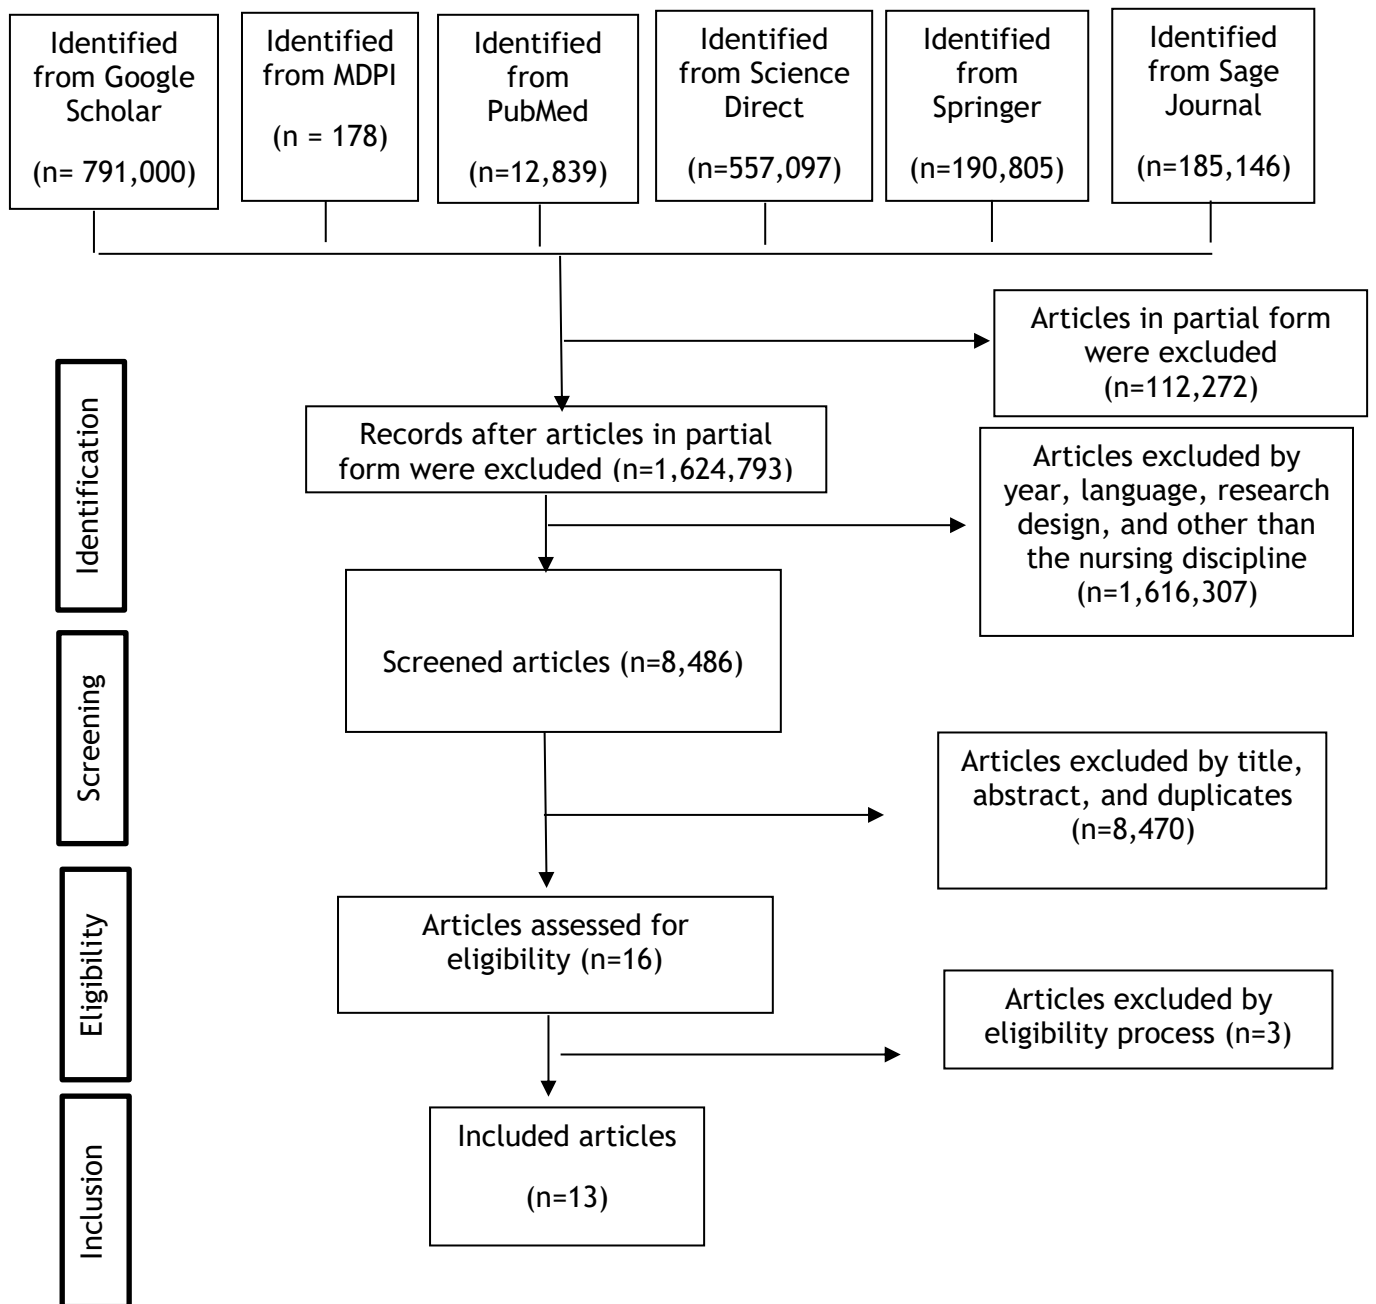 Identified
from Google
Scholar
(n= 791,000)
Identified
from MDPI
(n = 178)
Identified
from
PubMed
(n=12,839)
Identified
from Science
Direct
(n=557,097)
Identified
from
Springer
(n=190,805)
Identified
from Sage
Journal
(n=185,146)
Articles in partial form
were excluded
(n=112,272)
Identification
Records after articles in partial
form were excluded (n=1,624,793)
Articles excluded by
year, language, research
design, and other than
the nursing discipline
(n=1,616,307)
Screened articles (n=8,486)
Screening
Articles excluded by title,
abstract, and duplicates
(n=8,470)
Eligibility
Articles assessed for
eligibility (n=16)
Articles excluded by
eligibility process (n=3)
Inclusion
Included articles
(n=13)